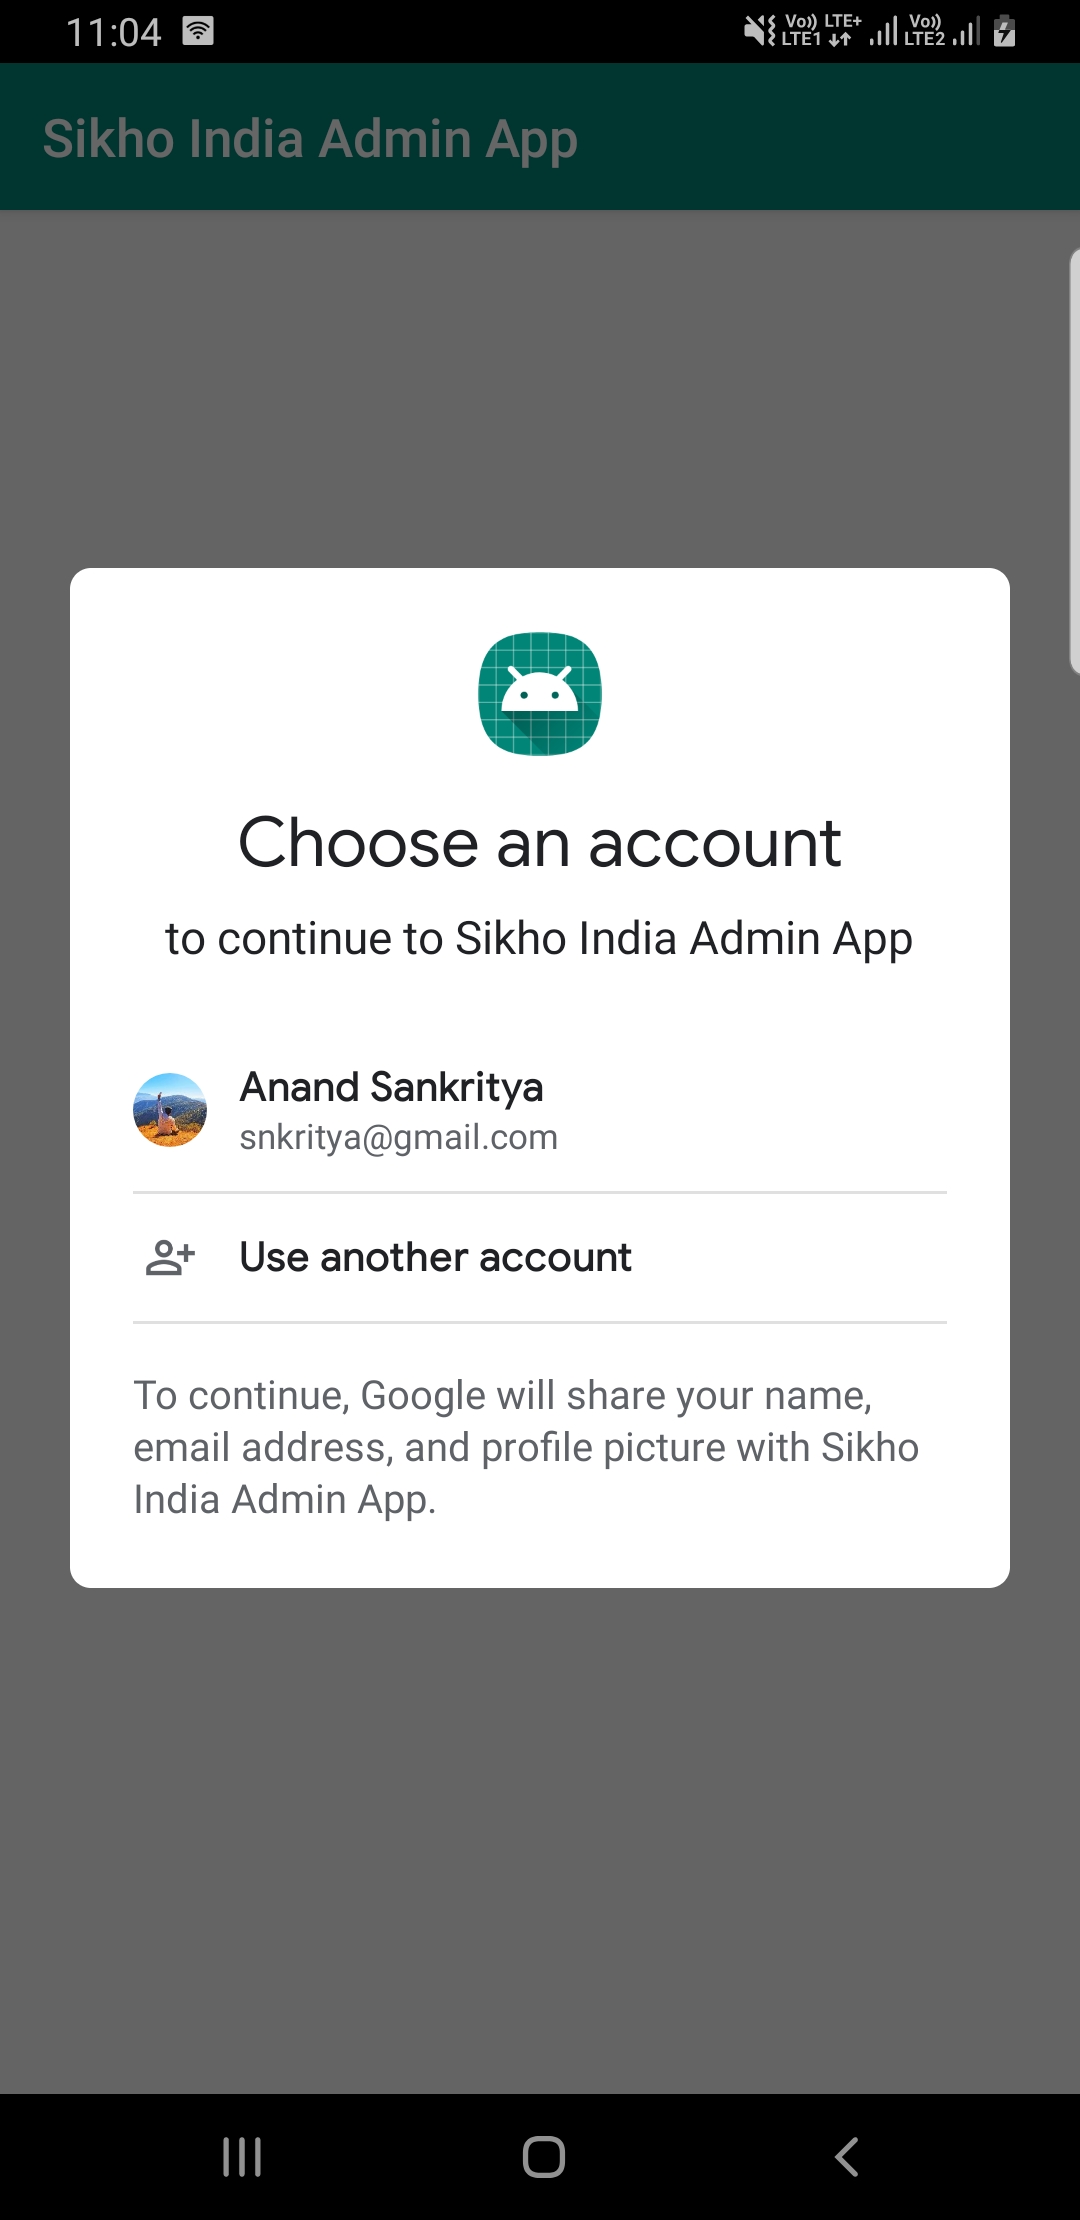 11:04
Vo)) LTE+ Vo))
LTE1 LTE2
Sikho India Admin App
Choose an account
to continue to Sikho India Admin App
Anand Sankritya
snkritya@gmail.com
Use another account
To continue, Google will share your name,
email address, and profile picture with Sikho
India Admin App.